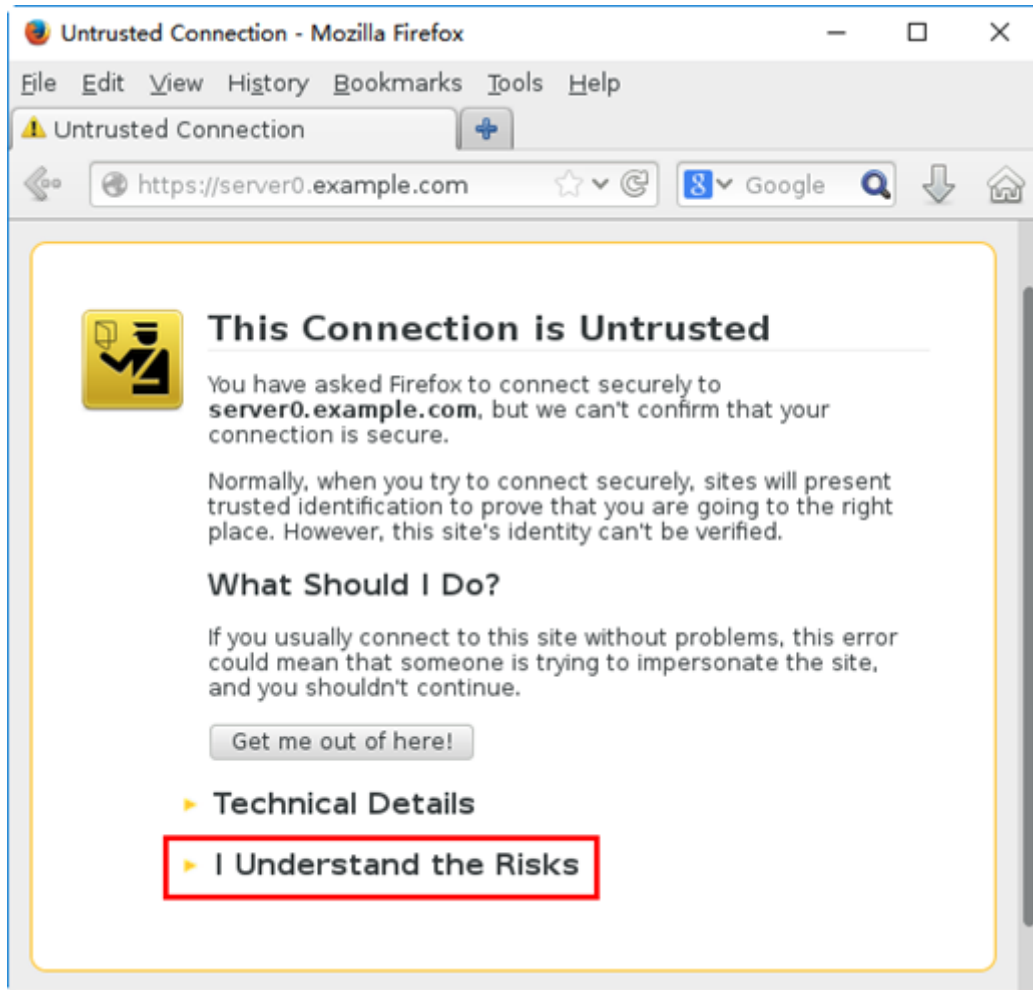 Untrusted Connection - Mozilla Firefox
File Edit View History Bookmarks Tools Help
Untrusted Connection
https://server0.example.com
8 Google
This Connection is Untrusted
You have asked Firefox to connect securely to
server0.example.com, but we can't confirm that your
connection is secure.
Normally, when you try to connect securely, sites will present
trusted identification to prove that you are going to the right
place. However, this site's identity can't be verified.
What Should I Do?
If you usually connect to this site without problems, this error
could mean that someone is trying to impersonate the site,
and you shouldn't continue.
Get me out of here!
Technical Details
I Understand the Risks